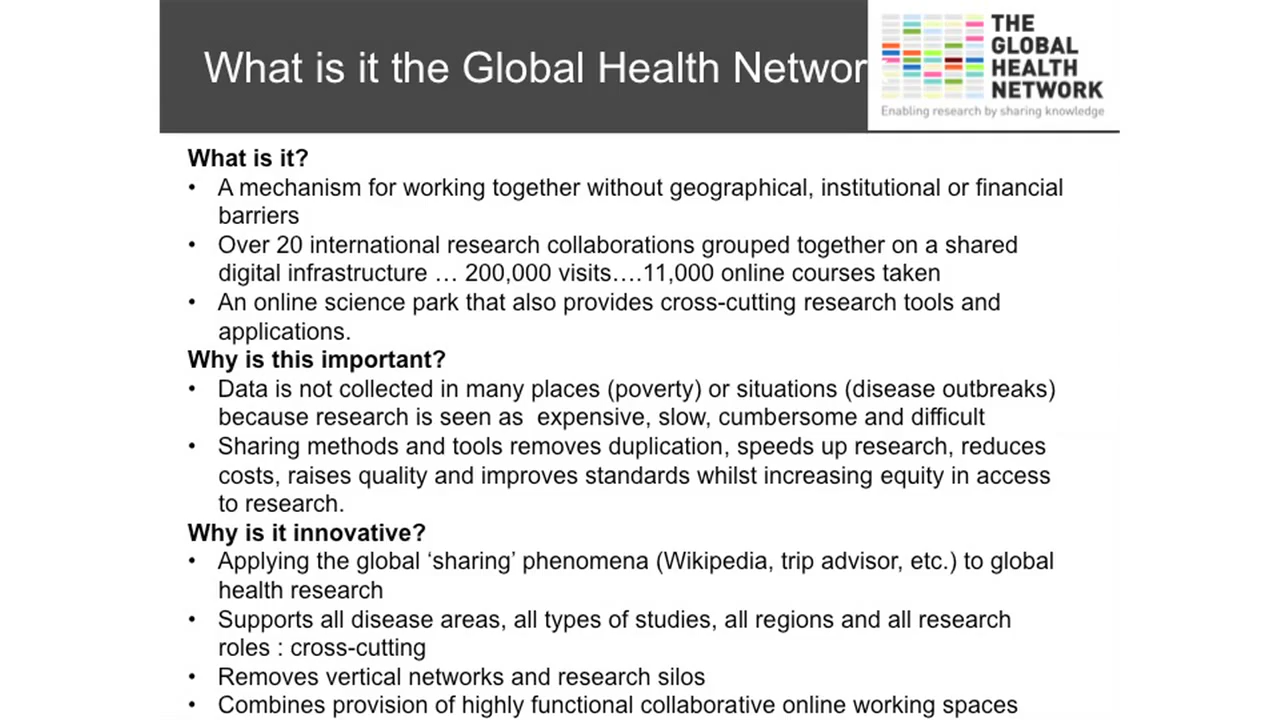 What is it the Global Health Networ
THE
GLOBAL
HEALTH
NETWORK
Enabling research by sharing knowledge
What is it?
• A mechanism for working together without geographical, institutional or financial
barriers
• Over 20 international research collaborations grouped together on a shared
digital infrastructure … 200,000 visits….11,000 online courses taken
• An online science park that also provides cross-cutting research tools and
applications.
Why is this important?
• Data is not collected in many places (poverty) or situations (disease outbreaks)
because research is seen as  expensive, slow, cumbersome and difficult
• Sharing methods and tools removes duplication, speeds up research, reduces
costs, raises quality and improves standards whilst increasing equity in access
to research.
Why is it innovative?
• Applying the global ‘sharing’ phenomena (Wikipedia, trip advisor, etc.) to global
health research
• Supports all disease areas, all types of studies, all regions and all research
roles : cross-cutting
• Removes vertical networks and research silos
• Combines provision of highly functional collaborative online working spaces